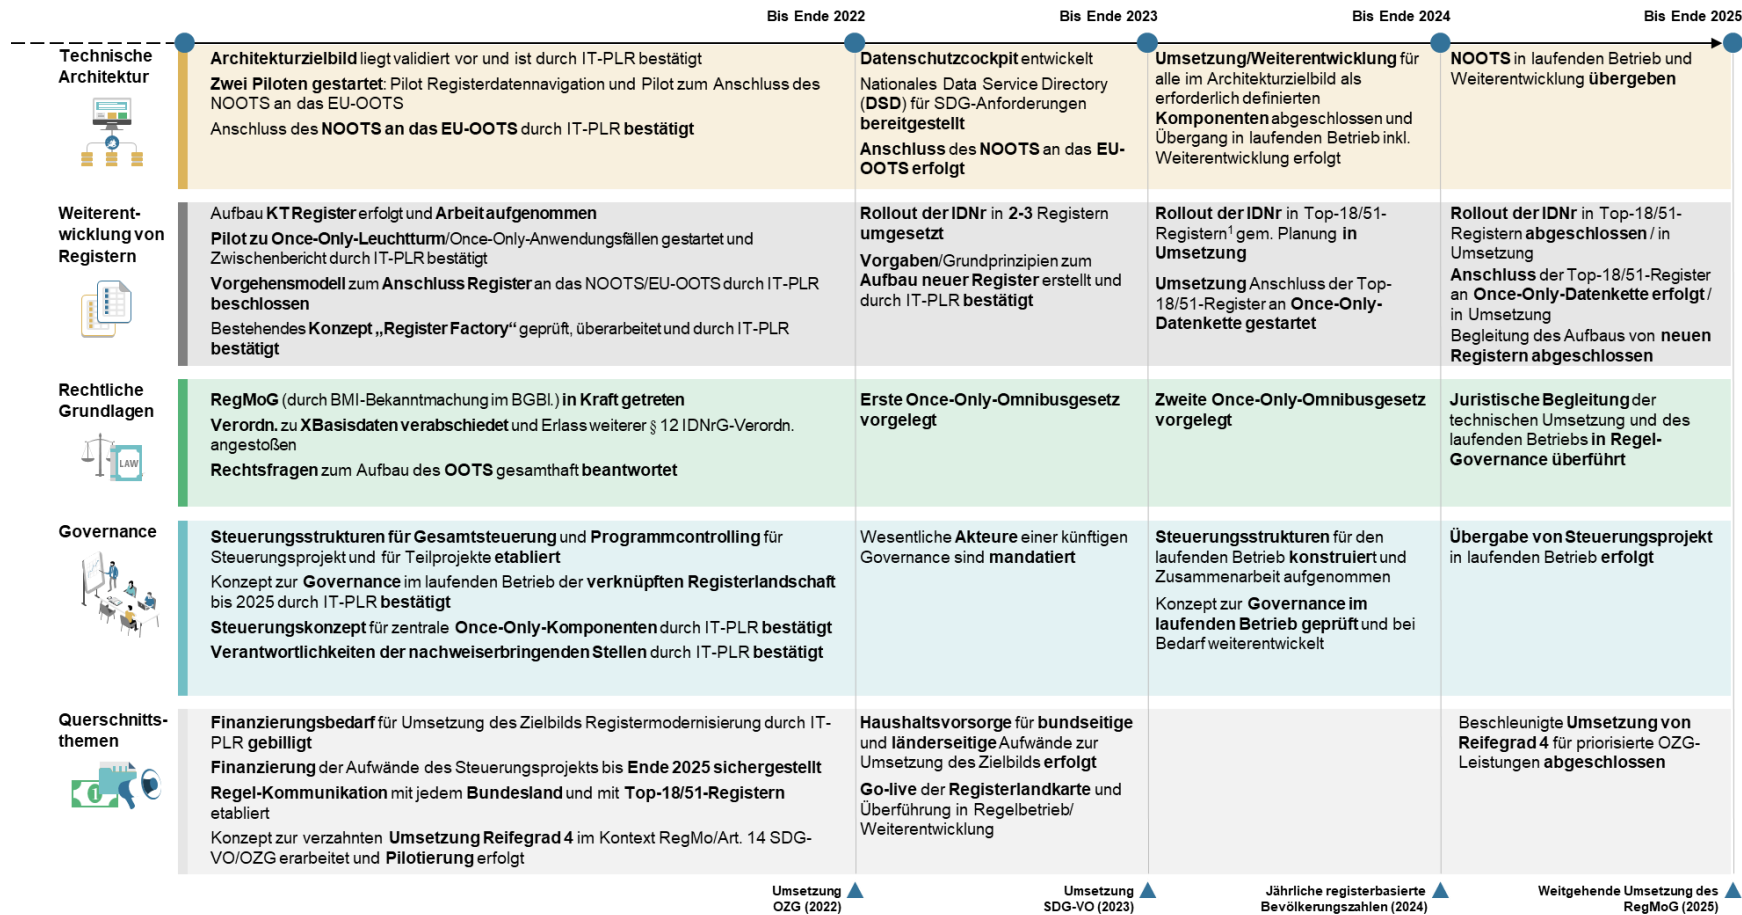 Bis Ende 2022
Bis Ende 2023
Bis Ende 2024
Bis Ende 2025
Technische
Architektur
Architekturzielbild liegt validiert vor und ist durch IT-PLR bestätigt
Zwei Piloten gestartet: Pilot Registerdatennavigation und Pilot zum Anschluss des
NOOTS an das EU-OOTS
Anschluss des NOOTS an das EU-OOTS durch IT-PLR bestätigt
Datenschutzcockpit entwickelt
Nationales Data Service Directory
(DSD) für SDG-Anforderungen
bereitgestellt
Anschluss des NOOTS an das EU-
OOTS erfolgt
Umsetzung/Weiterentwicklung für
alle im Architekturzielbild als
erforderlich definierten
Komponenten abgeschlossen und
Übergang in laufenden Betrieb inkl.
Weiterentwicklung erfolgt
NOOTS in laufenden Betrieb und
Weiterentwicklung übergeben
Weiterent-
wicklung von
Registern
Aufbau KT Register erfolgt und Arbeit aufgenommen
Pilot zu Once-Only-Leuchtturm/Once-Only-Anwendungsfällen gestartet und
Zwischenbericht durch IT-PLR bestätigt
Vorgehensmodell zum Anschluss Register an das NOOTS/EU-OOTS durch IT-PLR
beschlossen
Bestehendes Konzept „Register Factory“ geprüft, überarbeitet und durch IT-PLR
bestätigt
Rollout der IDNr in 2-3 Registern
umgesetzt
Vorgaben/Grundprinzipien zum
Aufbau neuer Register erstellt und
durch IT-PLR bestätigt
Rollout der IDNr in Top-18/51-
Registern¹ gem. Planung in
Umsetzung
Umsetzung Anschluss der Top-
18/51-Register an Once-Only-
Datenkette gestartet
Rollout der IDNr in Top-18/51-
Registern abgeschlossen / in
Umsetzung
Anschluss der Top-18/51-Register
an Once-Only-Datenkette erfolgt /
in Umsetzung
Begleitung des Aufbaus von neuen
Registern abgeschlossen
Rechtliche
Grundlagen
LAW
RegMoG (durch BMI-Bekanntmachung im BGBl.) in Kraft getreten
Verordn. zu XBasisdaten verabschiedet und Erlass weiterer § 12 IDNrG-Verordn.
angestoßen
Rechtsfragen zum Aufbau des OOTS gesamthaft beantwortet
Erste Once-Only-Omnibusgesetz
vorgelegt
Zweite Once-Only-Omnibusgesetz
vorgelegt
Juristische Begleitung der
technischen Umsetzung und des
laufenden Betriebs in Regel-
Governance überführt
Governance
Steuerungsstrukturen für Gesamtsteuerung und Programmcontrolling für
Steuerungsprojekt und für Teilprojekte etabliert
Konzept zur Governance im laufenden Betrieb der verknüpften Registerlandschaft
bis 2025 durch IT-PLR bestätigt
Steuerungskonzept für zentrale Once-Only-Komponenten durch IT-PLR bestätigt
Verantwortlichkeiten der nachweiserbringenden Stellen durch IT-PLR bestätigt
Wesentliche Akteure einer künftigen
Governance sind mandatiert
Steuerungsstrukturen für den
laufenden Betrieb konstruiert und
Zusammenarbeit aufgenommen
Konzept zur Governance im
laufenden Betrieb geprüft und bei
Bedarf weiterentwickelt
Übergabe von Steuerungsprojekt
in laufenden Betrieb erfolgt
Querschnitts-
themen
1
Finanzierungsbedarf für Umsetzung des Zielbilds Registermodernisierung durch IT-
PLR gebilligt
Finanzierung der Aufwände des Steuerungsprojekts bis Ende 2025 sichergestellt
Regel-Kommunikation mit jedem Bundesland und mit Top-18/51-Registern
etabliert
Konzept zur verzahnten Umsetzung Reifegrad 4 im Kontext RegMo/Art. 14 SDG-
VO/OZG erarbeitet und Pilotierung erfolgt
Haushaltsvorsorge für bundseitige
und länderseitige Aufwände zur
Umsetzung des Zielbilds erfolgt
Go-live der Registerlandkarte und
Überführung in Regelbetrieb/
Weiterentwicklung
Beschleunigte Umsetzung von
Reifegrad 4 für priorisierte OZG-
Leistungen abgeschlossen
Umsetzung
OZG (2022)
Umsetzung
SDG-VO (2023)
Jährliche registerbasierte
Bevölkerungszahlen (2024)
Weitgehende Umsetzung des
RegMoG (2025)